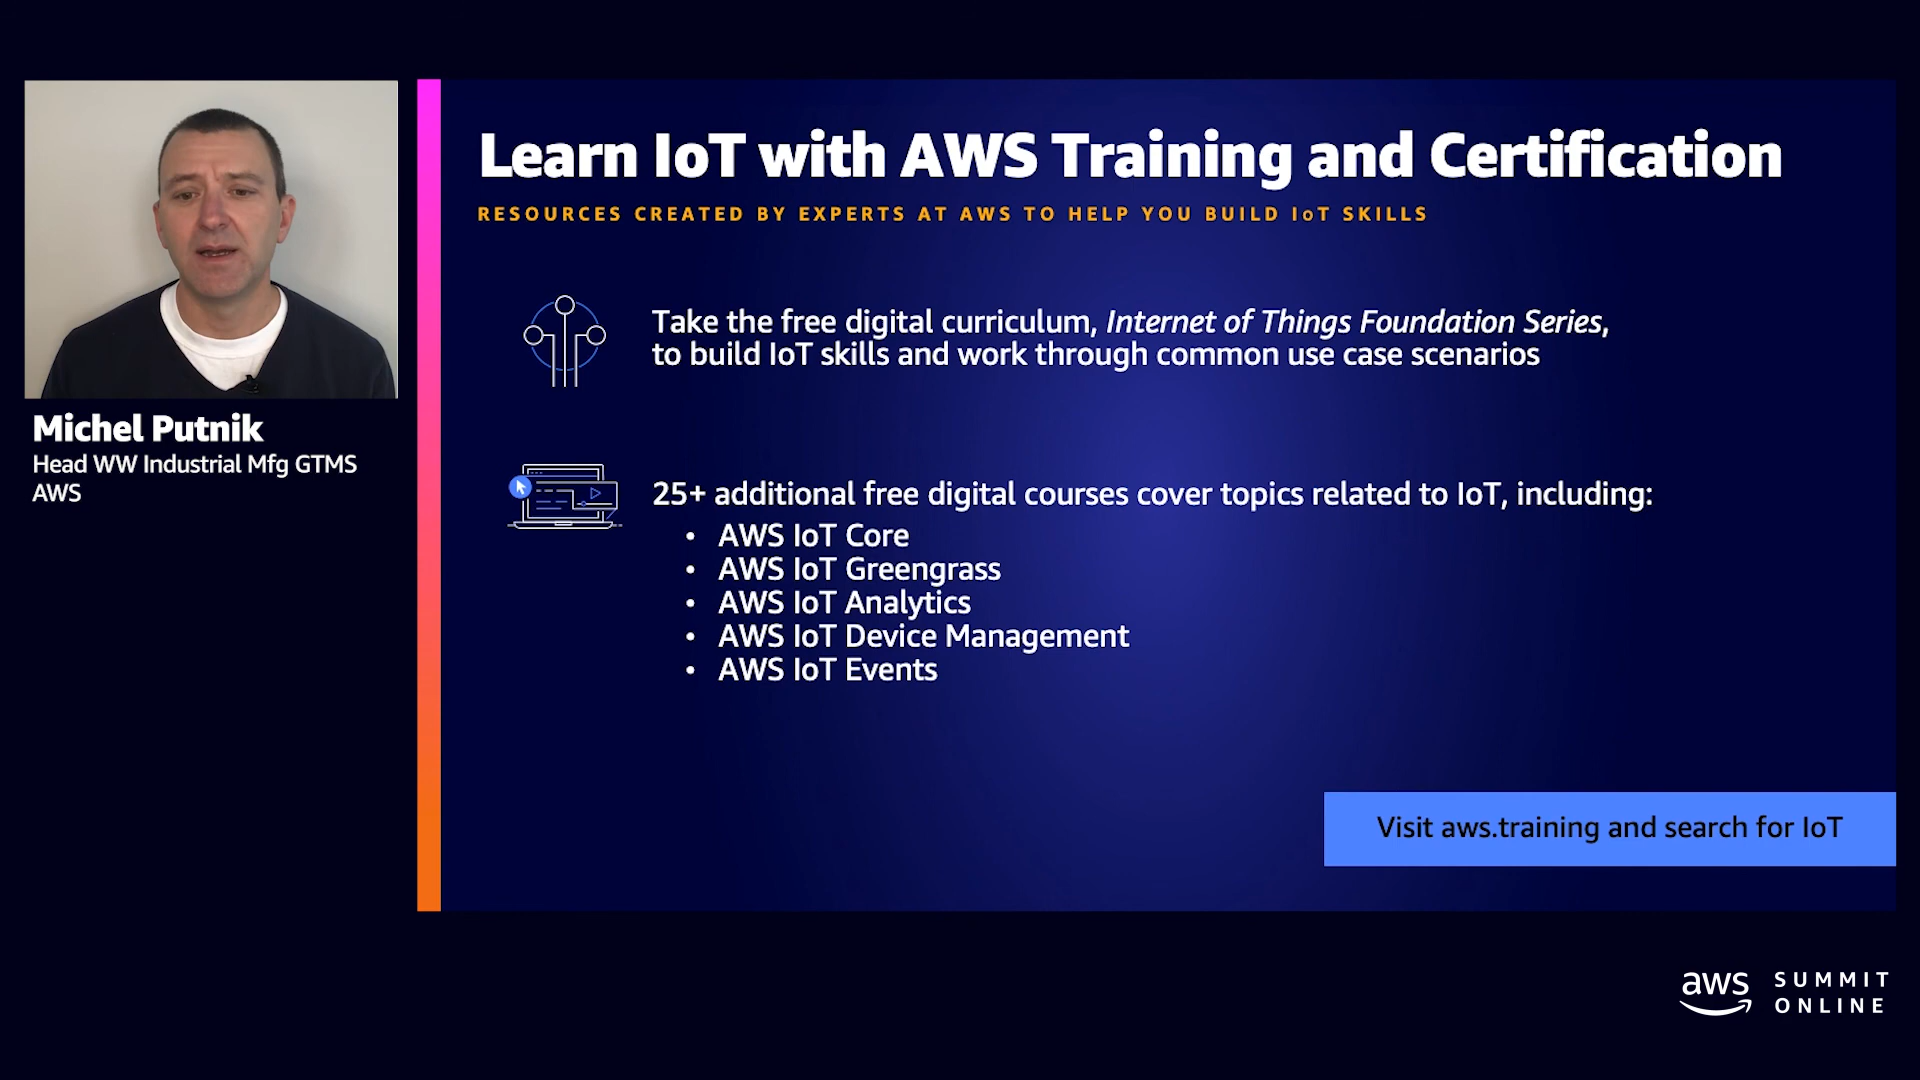 Learn IoT with AWS Training and Certification
RESOURCES CREATED BY EXPERTS AT AWS TO HELP YOU BUILD IoT SKILLS
Take the free digital curriculum, Internet of Things Foundation Series,
to build IoT skills and work through common use case scenarios
25+ additional free digital courses cover topics related to IoT, including:
• AWS IoT Core
• AWS IoT Greengrass
• AWS IoT Analytics
• AWS IoT Device Management
• AWS IoT Events
Visit aws.training and search for IoT
Michel Putnik
Head WW Industrial Mfg GTMS
AWS
aws SUMMIT
ONLINE